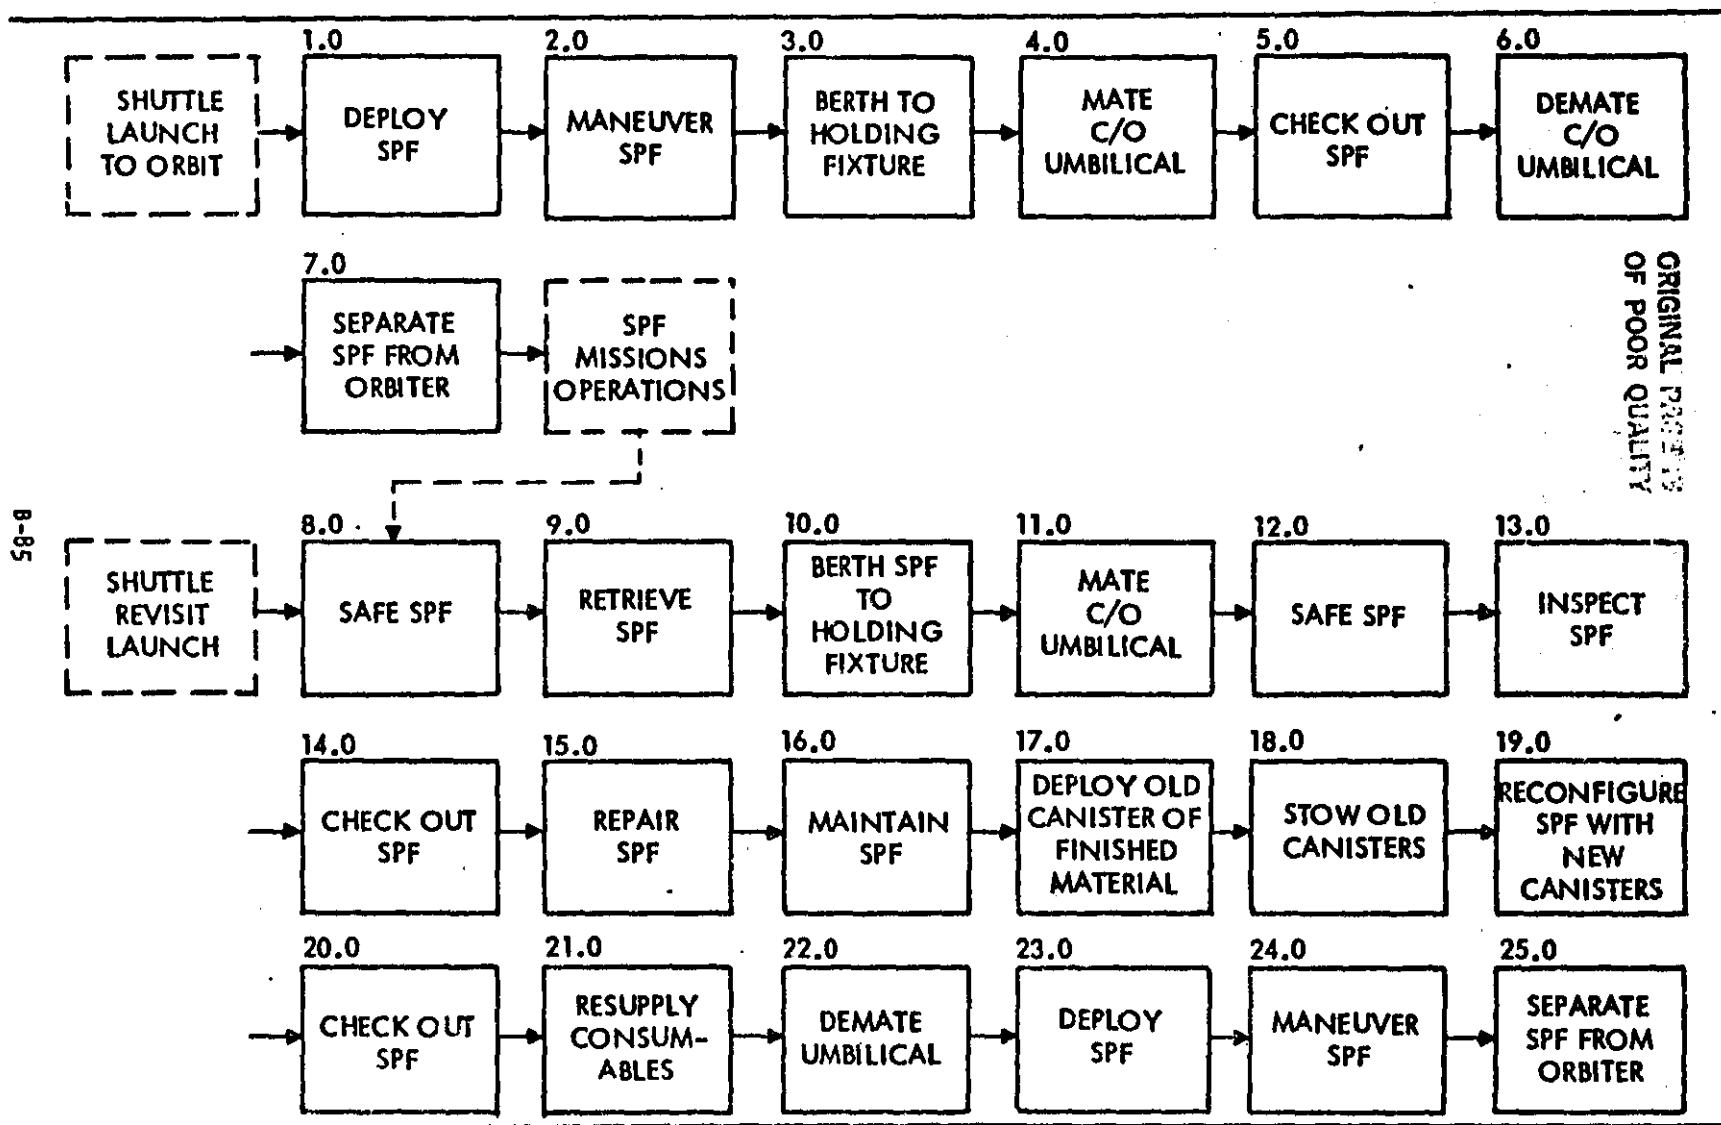 1.0
2.0
3.0
4.0
5.0
6.0
SHUTTLE
LAUNCH
TO ORBIT
DEPLOY
SPF
MANEUVER
SPF
BERTH TO
HOLDING
FIXTURE
MATE
C/O
UMBILICAL
CHECK OUT
SPF
DEMATE
C/O
UMBILICAL
7.0
SEPARATE
SPF FROM
ORBITER
SPF
MISSIONS
OPERATIONS
ORIGINAL
OF POOR QUALITY
B-85
8.0
9.0
10.0
11.0
12.0
13.0
SHUTTLE
REVISIT
LAUNCH
SAFE SPF
RETRIEVE
SPF
BERTH SPF
TO
HOLDING
FIXTURE
MATE
C/O
UMBILICAL
SAFE SPF
INSPECT
SPF
14.0
15.0
16.0
17.0
18.0
19.0
CHECK OUT
SPF
REPAIR
SPF
MAINTAIN
SPF
DEPLOY OLD
CANISTER OF
FINISHED
MATERIAL
STOW OLD
CANISTERS
RECONFIGURE
SPF WITH
NEW
CANISTERS
20.0
21.0
22.0
23.0
24.0
25.0
CHECK OUT
SPF
RESUPPLY
CONSUM-
ABLES
DEMATE
UMBILICAL
DEPLOY
SPF
MANEUVER
SPF
SEPARATE
SPF FROM
ORBITER